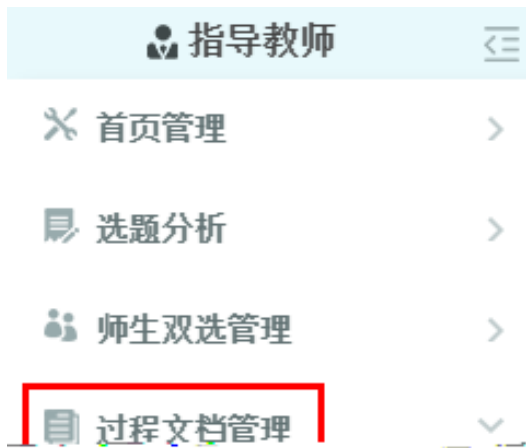 指导教师
首页管理
选题分析
师生双选管理
过程文档管理